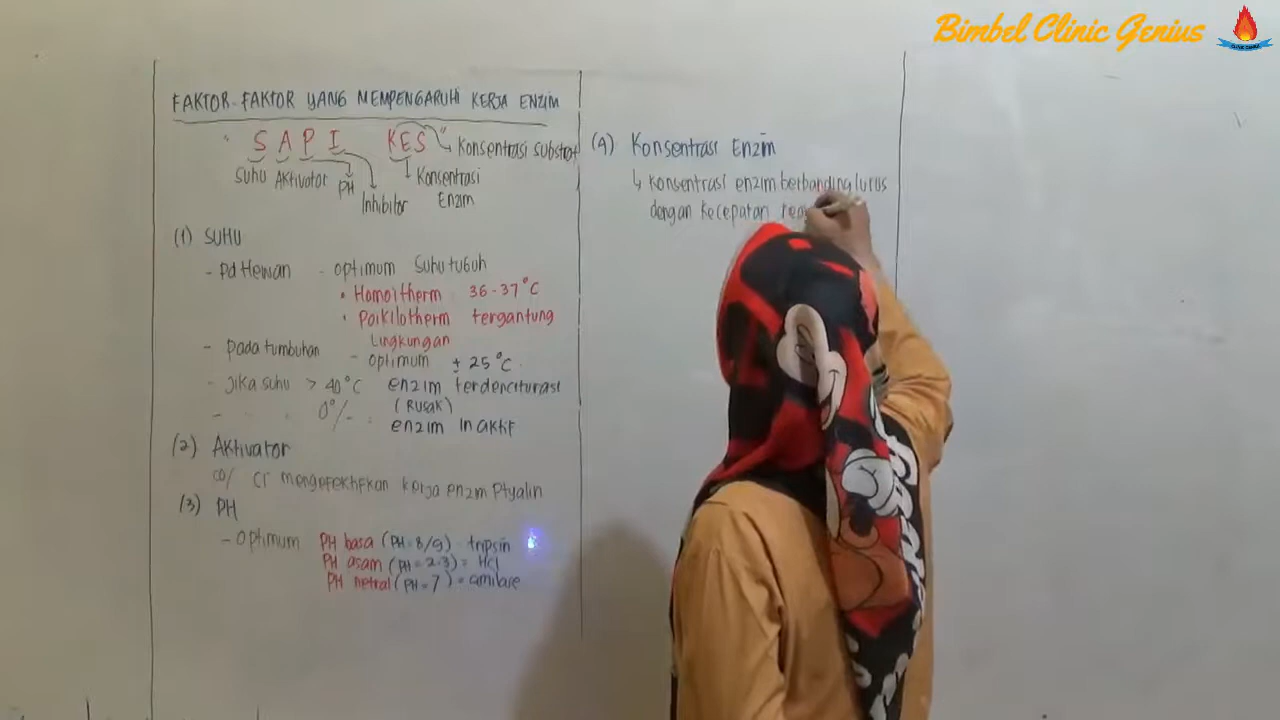 Bimbel Clinic Genius
FAKTOR-FAKTOR YANG MEMPENGARUHI KERJA ENZIM
" S A P I KES "
Konsentrasi substrat
Suhu Aktivator PH Inhibitor
Konsentrasi Enzim
(1) SUHU
- Pd Hewan - optimum suhu tubuh
• Homoitherm 36-37°C
• Poikilotherm tergantung
Lingkungan
- Pada tumbuhan - optimum ± 25°C.
- Jika suhu > 40°C enzim terdenaturasi
(Rusak)
- " " 0°/- : enzim inaktif
(2) Aktivator
co/ Cl⁻ mengefektifkan kerja enzim Ptyalin
(3) PH
- Optimum PH basa (PH = 8/9) = tripsin
PH asam (PH = 2-3) = HCl
PH netral (PH = 7) = amilase
(4) Konsentrasi Enzim
↳ Konsentrasi enzim berbanding lurus
dengan kecepatan